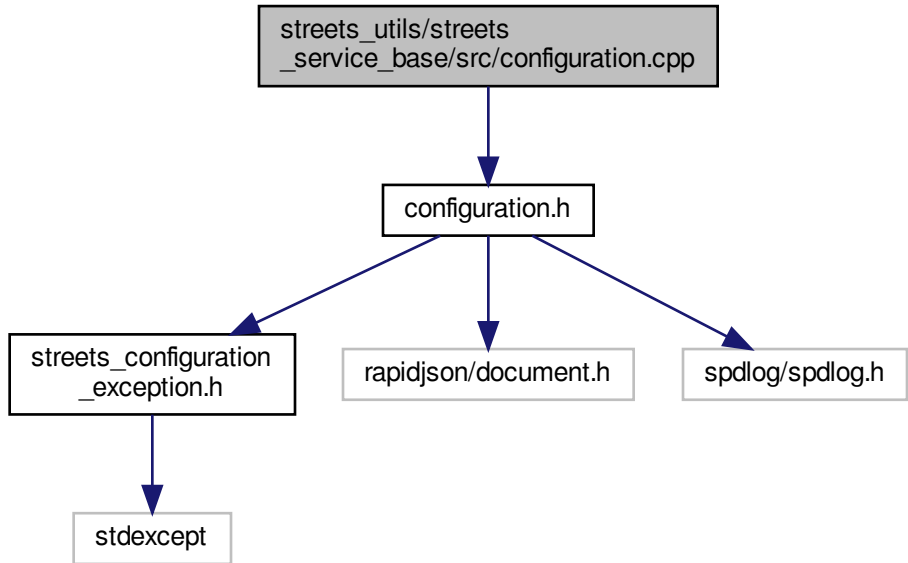 streets_utils/streets
_service_base/src/configuration.cpp
configuration.h
streets_configuration
_exception.h
rapidjson/document.h
spdlog/spdlog.h
stdexcept